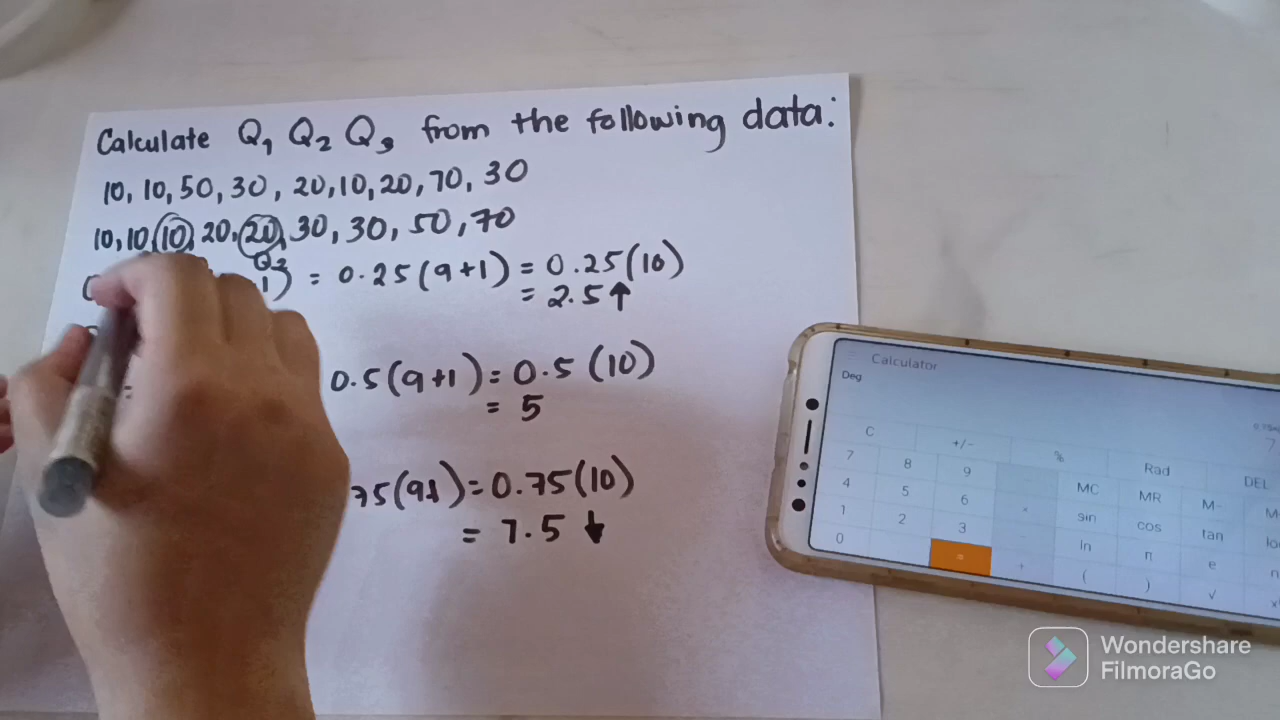 Calculate Q₁ Q₂ Q₃ from the following data:
10, 10, 50, 30, 20, 10, 20, 70, 30
10, 10, 10, 20, 20, 30, 30, 50, 70
Q₂
1) = 0.25(9+1) = 0.25(10)
= 2.5↑
= 0.5(9+1) = 0.5(10)
= 5
75(9+1) = 0.75(10)
= 7.5 ↓
Calculator
Deg
C +/- % Rad DEL
7 8 9 MC MR M-
4 5 6 sin cos tan
1 2 3 ln π e
0 = + ( ) √
Wondershare
FilmoraGo